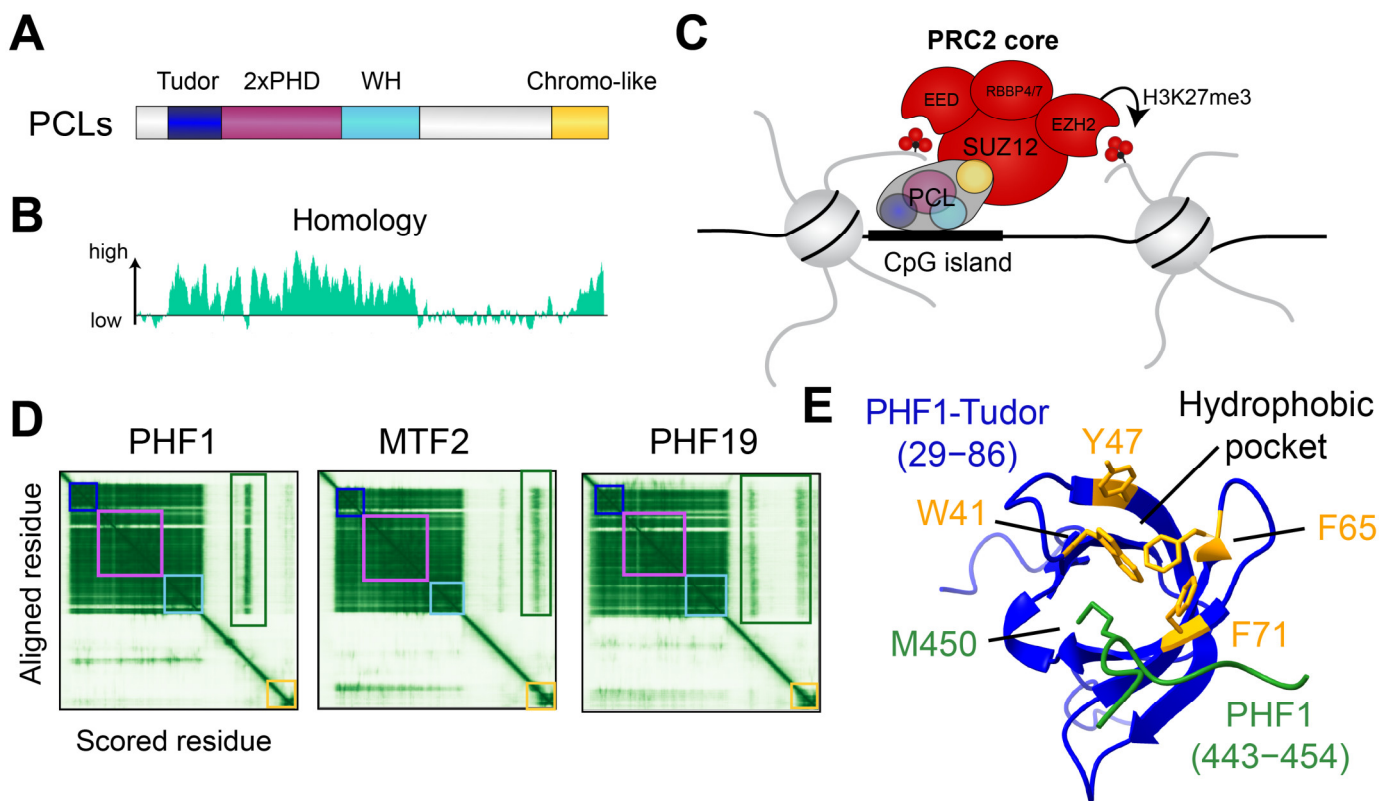 A
Tudor 2xPHD WH Chromo-like
PCLs
B
Homology
high
low
C
PRC2 core
EED
RBBP4/7
EZH2
H3K27me3
SUZ12
PCL
CpG island
D
PHF1 MTF2 PHF19
Aligned residue
Scored residue
E
PHF1-Tudor
(29−86)
Hydrophobic
pocket
Y47
W41
F65
M450
F71
PHF1
(443−454)